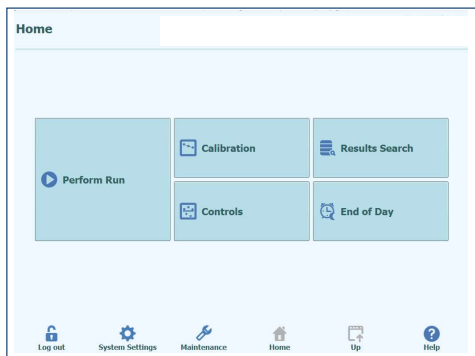 Home
Perform Run
Calibration
Results Search
Controls
End of Day
Log out
System Settings
Maintenance
Home
Up
Help